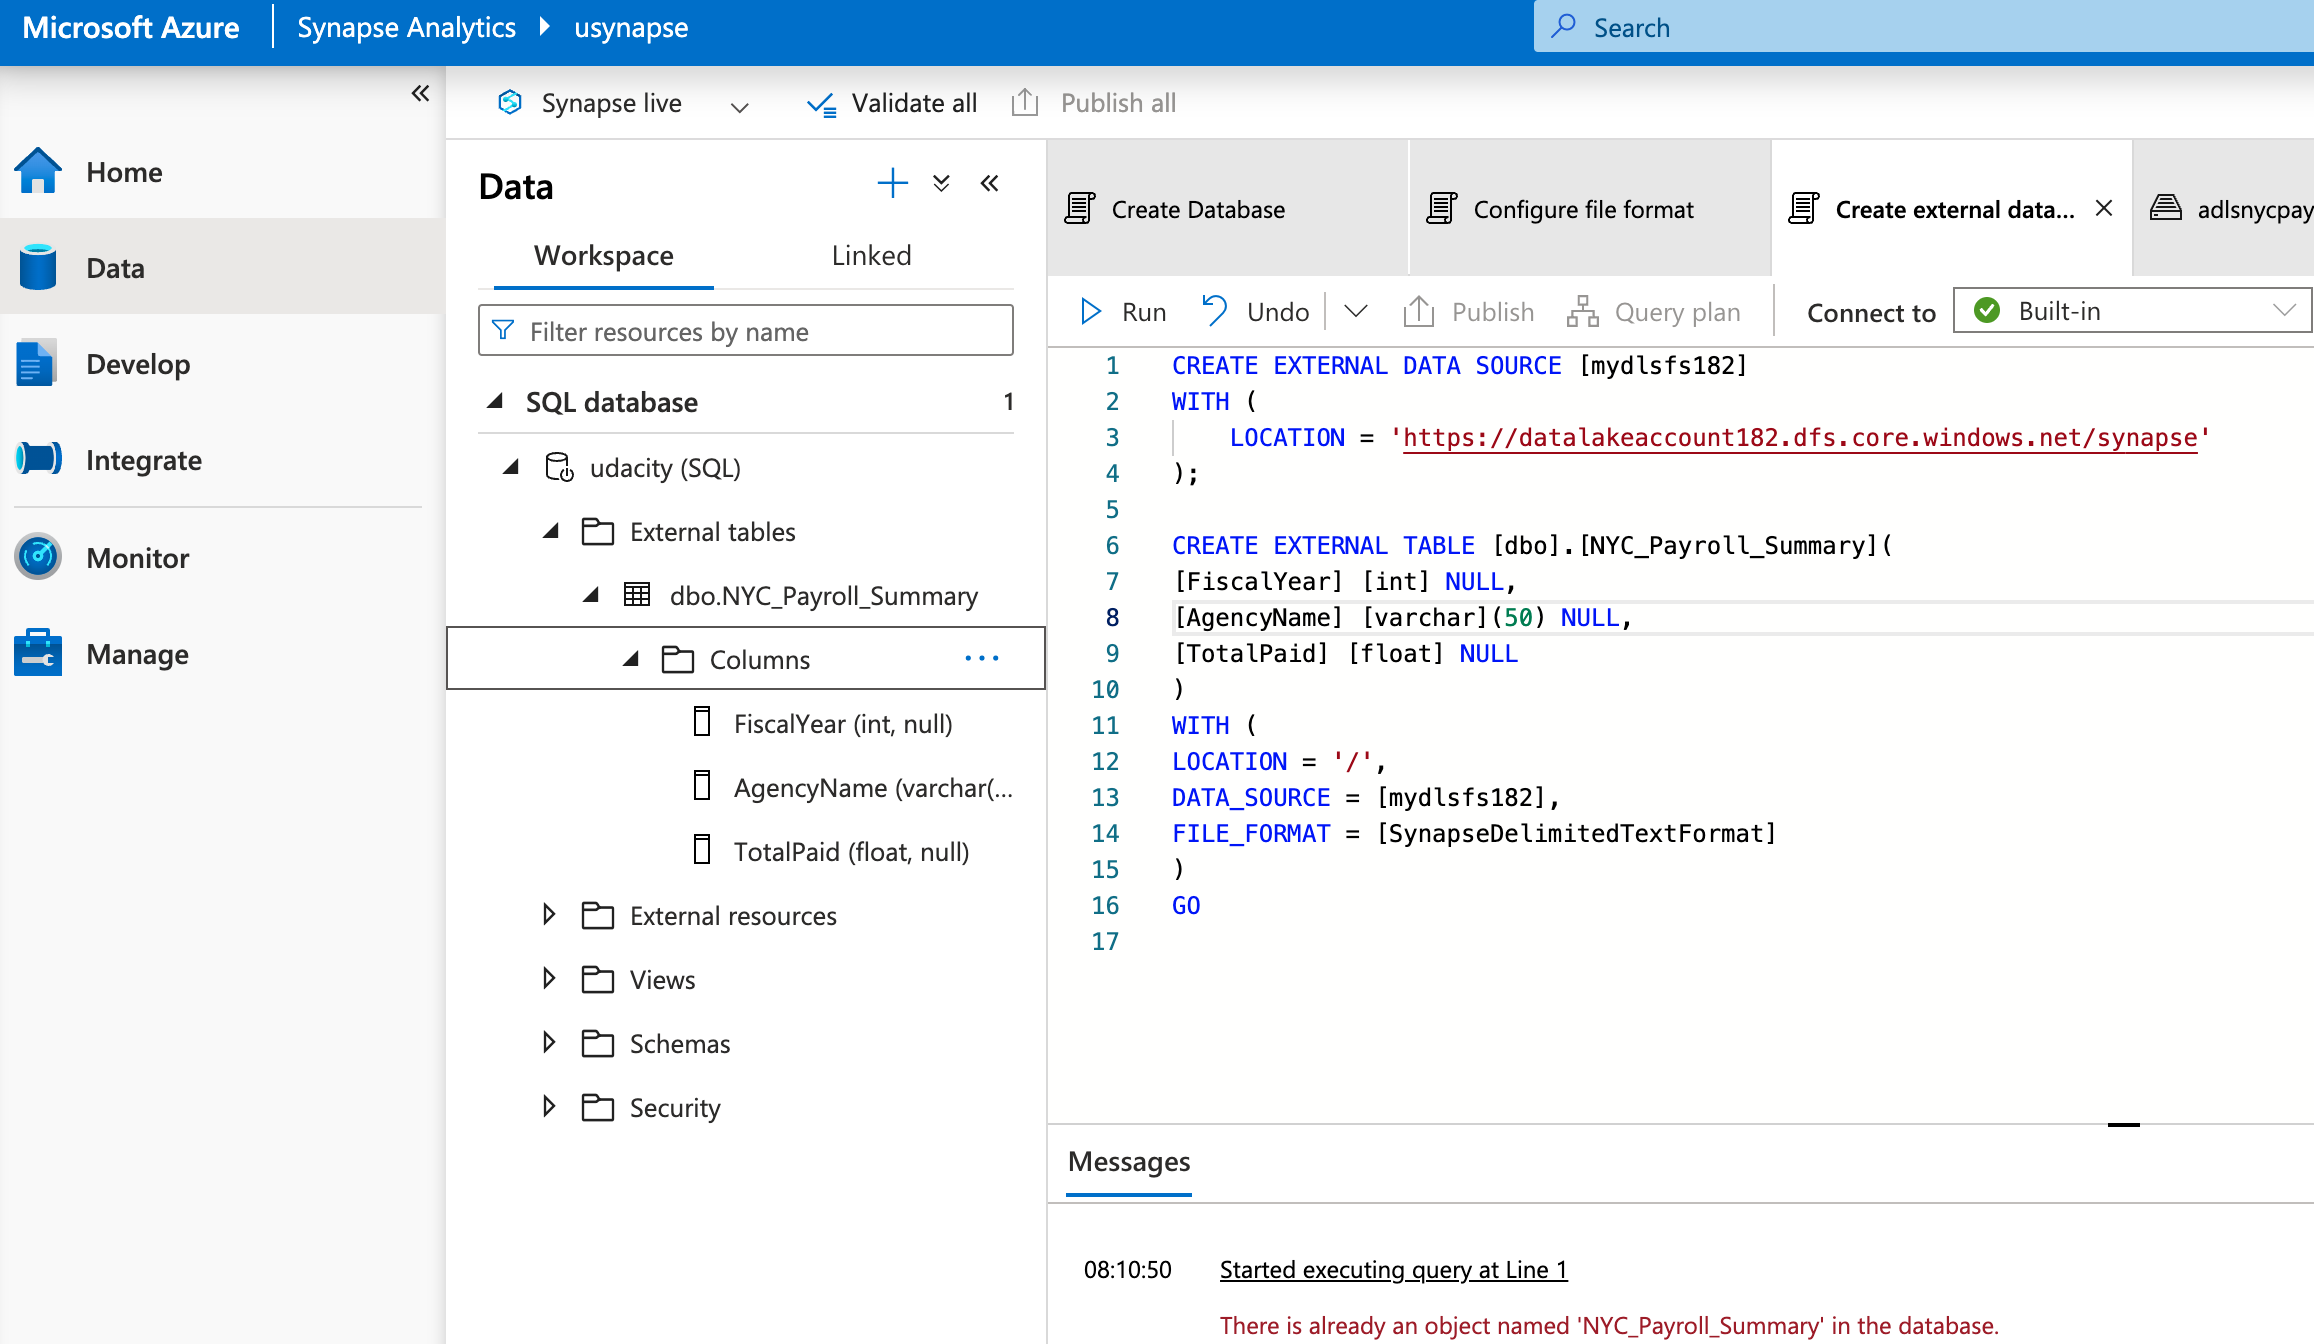 Microsoft Azure
Synapse Analytics
usynapse
Search
Synapse live
Validate all
Publish all
Home
Data
Develop
Integrate
Monitor
Manage
Data
Workspace
Linked
Filter resources by name
SQL database 1
udacity (SQL)
External tables
dbo.NYC_Payroll_Summary
Columns
FiscalYear (int, null)
AgencyName (varchar(...
TotalPaid (float, null)
External resources
Views
Schemas
Security
Create Database
Configure file format
Create external data...
adlsnycpay
Run
Undo
Publish
Query plan
Connect to
Built-in
1 CREATE EXTERNAL DATA SOURCE [mydlsfs182]
2 WITH (
3 LOCATION = 'https://datalakeaccount182.dfs.core.windows.net/synapse'
4 );
5
6 CREATE EXTERNAL TABLE [dbo].[NYC_Payroll_Summary](
7 [FiscalYear] [int] NULL,
8 [AgencyName] [varchar](50) NULL,
9 [TotalPaid] [float] NULL
10 )
11 WITH (
12 LOCATION = '/',
13 DATA_SOURCE = [mydlsfs182],
14 FILE_FORMAT = [SynapseDelimitedTextFormat]
15 )
16 GO
17
Messages
08:10:50 Started executing query at Line 1
There is already an object named 'NYC_Payroll_Summary' in the database.